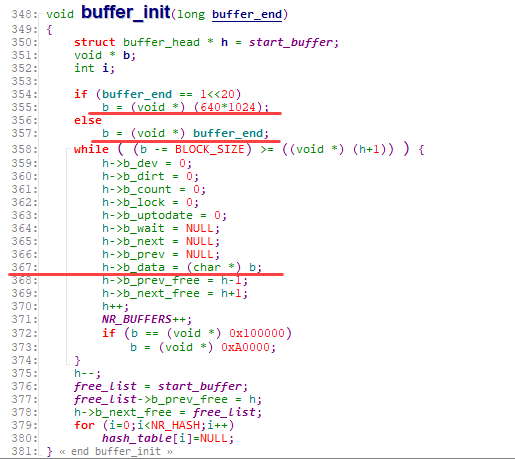 348: void buffer_init(long buffer_end)
349: {
350:     struct buffer_head * h = start_buffer;
351:     void * b;
352:     int i;
353:
354:     if (buffer_end == 1<<20)
355:         b = (void *) (640*1024);
356:     else
357:         b = (void *) buffer_end;
358:     while ( (b -= BLOCK_SIZE) >= ((void *) (h+1)) ) {
359:         h->b_dev = 0;
360:         h->b_dirt = 0;
361:         h->b_count = 0;
362:         h->b_lock = 0;
363:         h->b_uptodate = 0;
364:         h->b_wait = NULL;
365:         h->b_next = NULL;
366:         h->b_prev = NULL;
367:         h->b_data = (char *) b;
368:         h->b_prev_free = h-1;
369:         h->b_next_free = h+1;
370:         h++;
371:         NR_BUFFERS++;
372:         if (b == (void *) 0x100000)
373:             b = (void *) 0xA0000;
374:     }
375:     h--;
376:     free_list = start_buffer;
377:     free_list->b_prev_free = h;
378:     h->b_next_free = free_list;
379:     for (i=0;i<NR_HASH;i++)
380:         hash_table[i]=NULL;
381: } « end buffer_init »